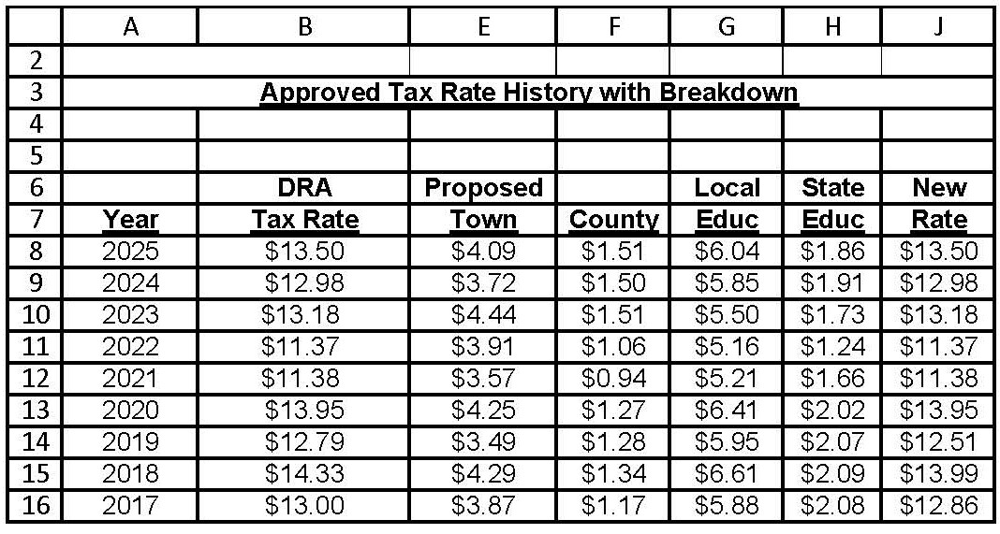 A B E F G H J
2
3 Approved Tax Rate History with Breakdown
4
5
6 DRA Proposed Local State New
7 Year Tax Rate Town County Educ Educ Rate
8 2025 $13.50 $4.09 $1.51 $6.04 $1.86 $13.50
9 2024 $12.98 $3.72 $1.50 $5.85 $1.91 $12.98
10 2023 $13.18 $4.44 $1.51 $5.50 $1.73 $13.18
11 2022 $11.37 $3.91 $1.06 $5.16 $1.24 $11.37
12 2021 $11.38 $3.57 $0.94 $5.21 $1.66 $11.38
13 2020 $13.95 $4.25 $1.27 $6.41 $2.02 $13.95
14 2019 $12.79 $3.49 $1.28 $5.95 $2.07 $12.51
15 2018 $14.33 $4.29 $1.34 $6.61 $2.09 $13.99
16 2017 $13.00 $3.87 $1.17 $5.88 $2.08 $12.86